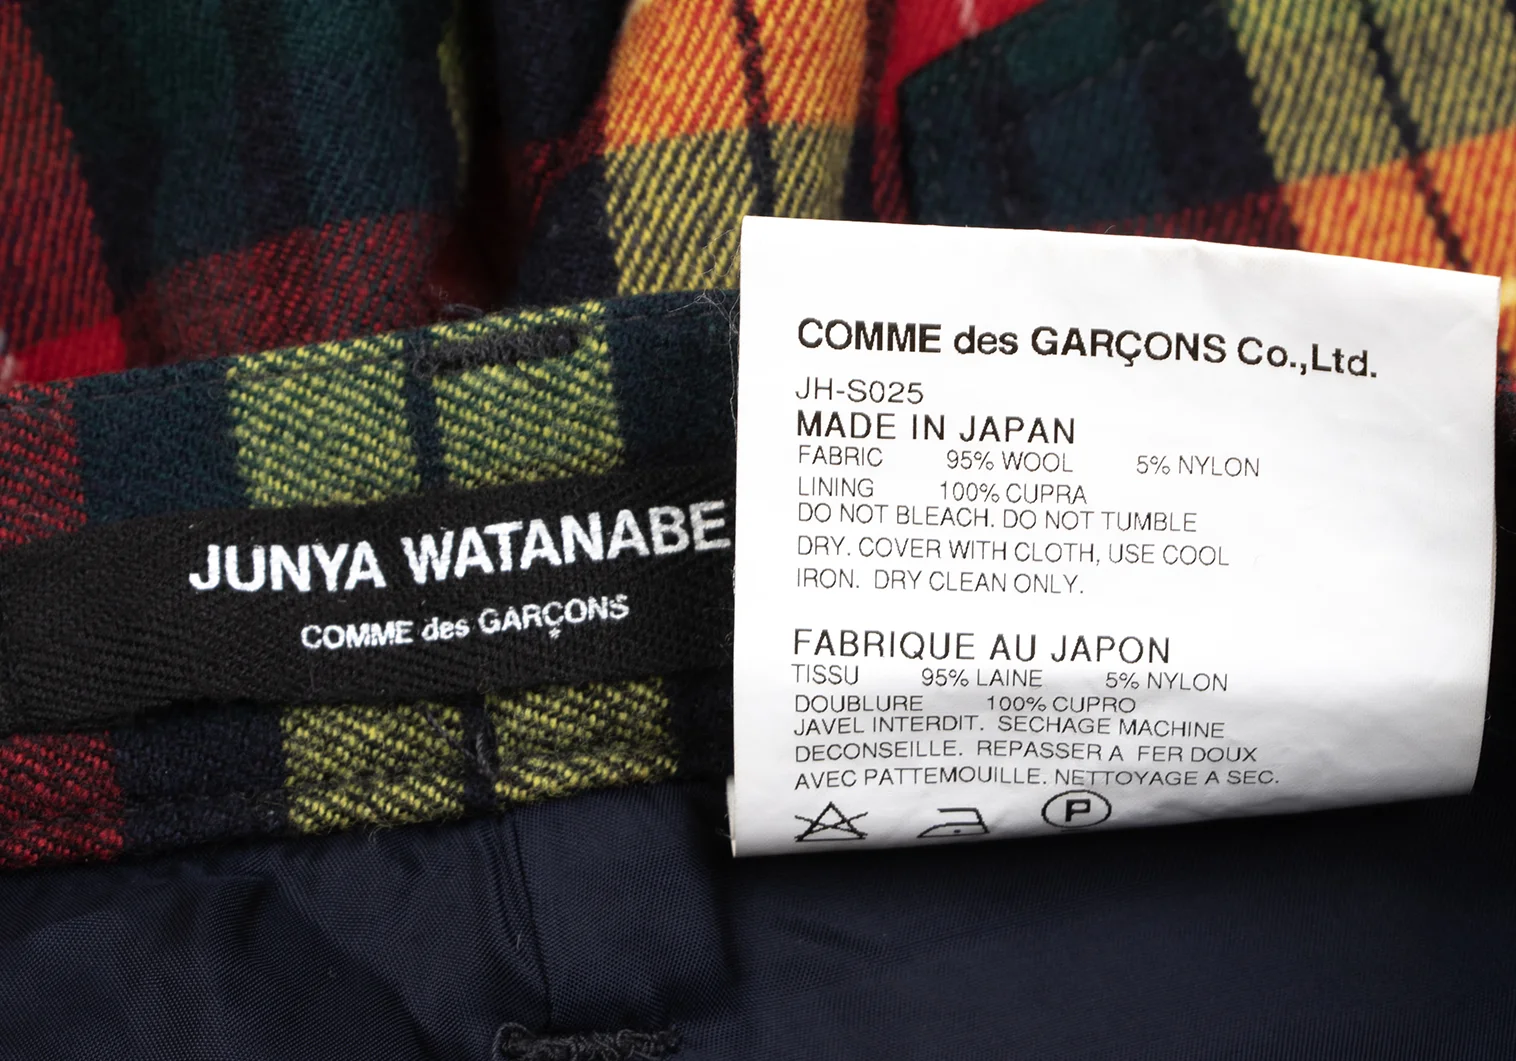 JUNYA WATANABE
COMME des GARÇONS
COMME des GARÇONS Co.,Ltd.
JH-S025
MADE IN JAPAN
FABRIC 95% WOOL 5% NYLON
LINING 100% CUPRA
DO NOT BLEACH. DO NOT TUMBLE
DRY. COVER WITH CLOTH, USE COOL
IRON. DRY CLEAN ONLY.
FABRIQUE AU JAPON
TISSU 95% LAINE 5% NYLON
DOUBLURE 100% CUPRO
JAVEL INTERDIT. SECHAGE MACHINE
DECONSEILLE. REPASSER A FER DOUX
AVEC PATTEMOUILLE. NETTOYAGE A SEC.
P